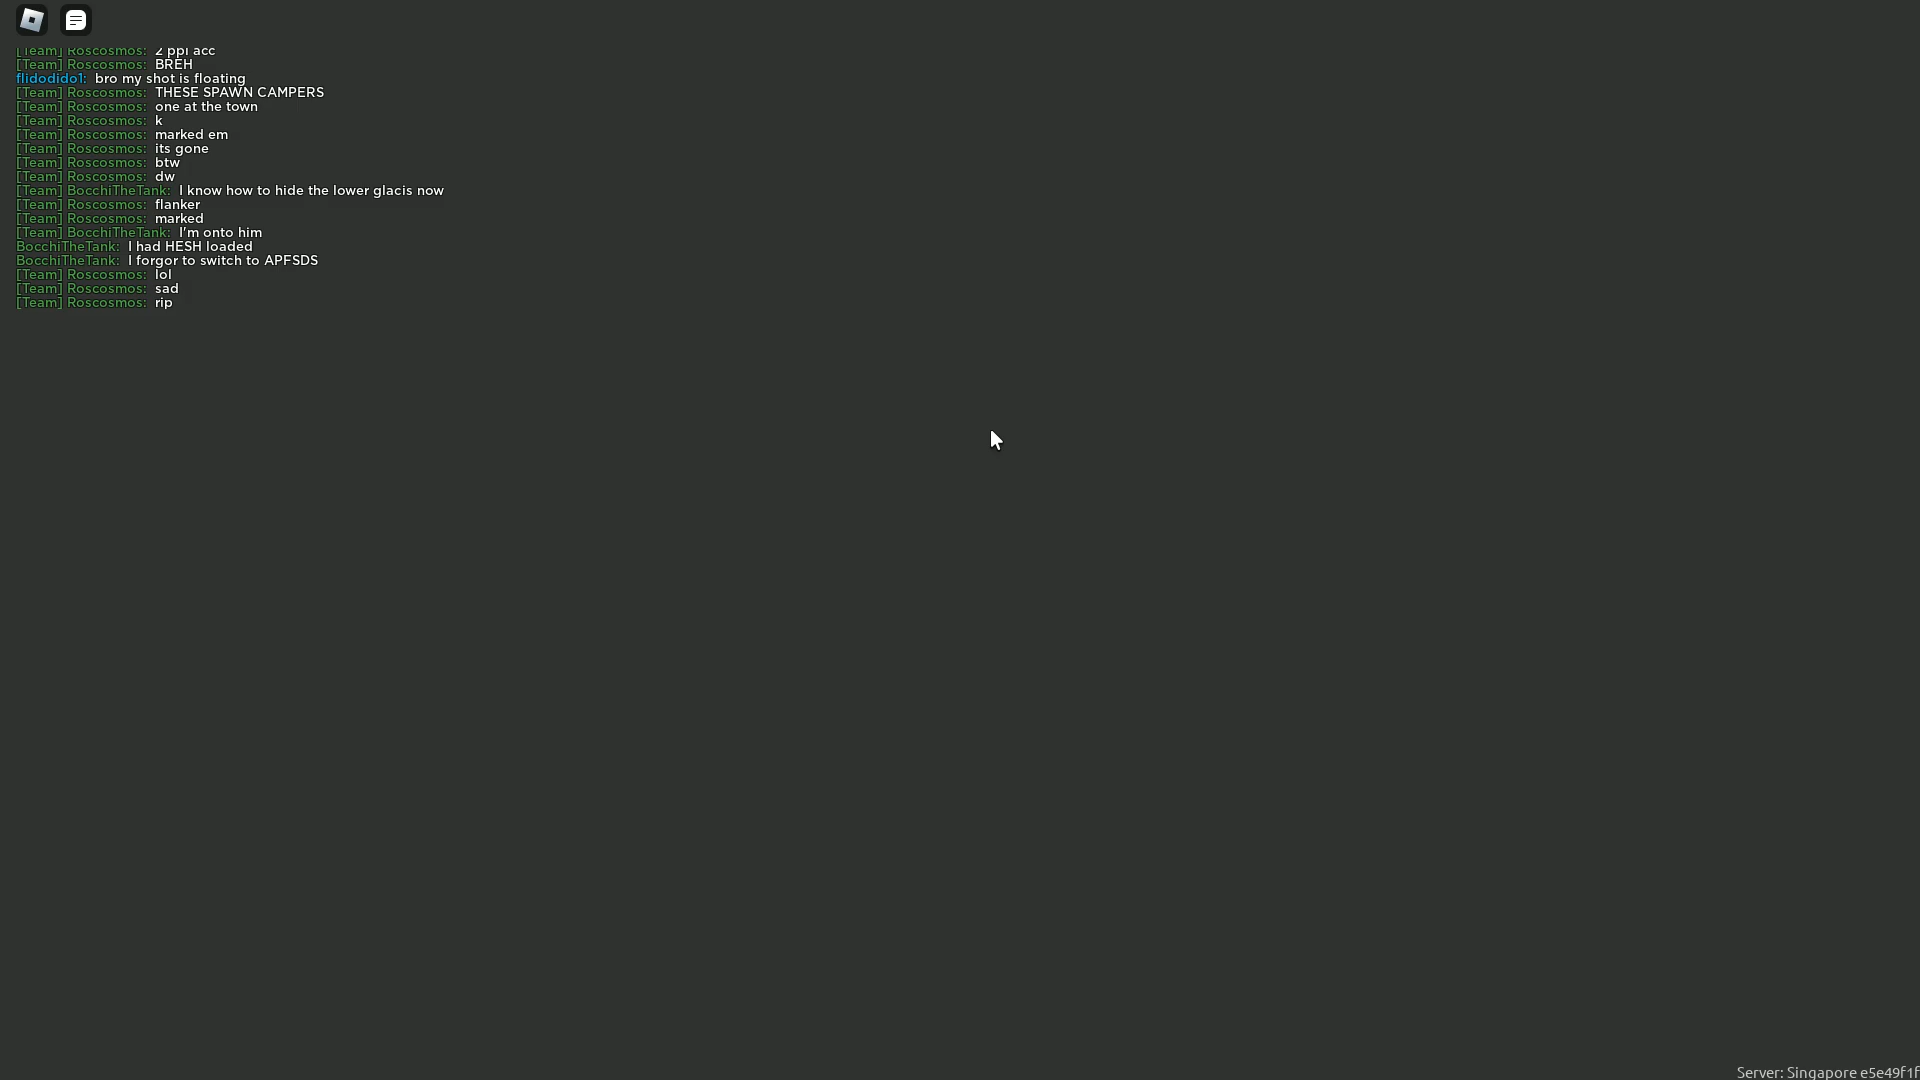 [Team] Roscosmos: 2 ppl acc
[Team] Roscosmos: BREH
flidodido1: bro my shot is floating
[Team] Roscosmos: THESE SPAWN CAMPERS
[Team] Roscosmos: one at the town
[Team] Roscosmos: k
[Team] Roscosmos: marked em
[Team] Roscosmos: its gone
[Team] Roscosmos: btw
[Team] Roscosmos: dw
[Team] BocchiTheTank: I know how to hide the lower glacis now
[Team] Roscosmos: flanker
[Team] Roscosmos: marked
[Team] BocchiTheTank: I'm onto him
BocchiTheTank: I had HESH loaded
BocchiTheTank: I forgor to switch to APFSDS
[Team] Roscosmos: lol
[Team] Roscosmos: sad
[Team] Roscosmos: rip
Server: Singapore e5e49f1f